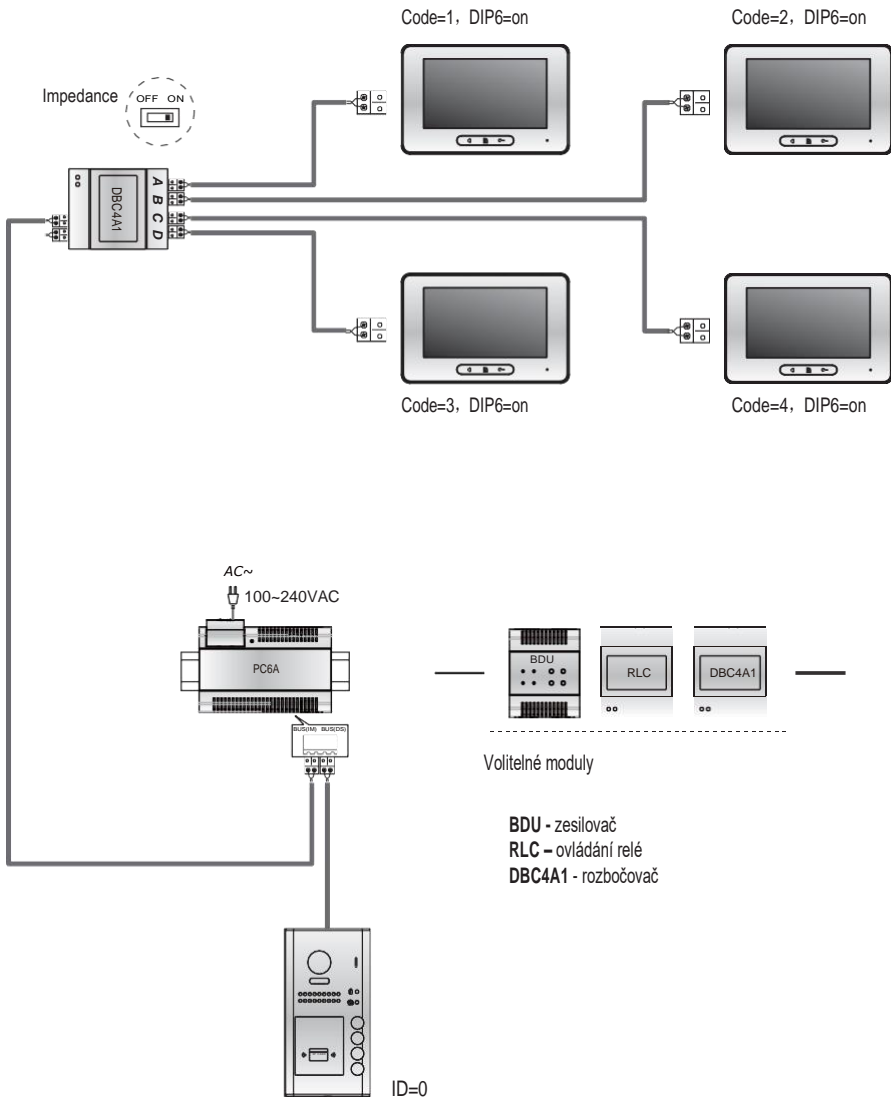 Code=1, DIP6=on
Code=2, DIP6=on
Impedance
OFF ON
DBC4A1
A
B
C
D
Code=3, DIP6=on
Code=4, DIP6=on
AC~
100~240VAC
PC6A
BUS(IM) BUS(DS)
BDU
RLC
DBC4A1
Volitelné moduly
BDU - zesilovač
RLC – ovládání relé
DBC4A1 - rozbočovač
ID=0